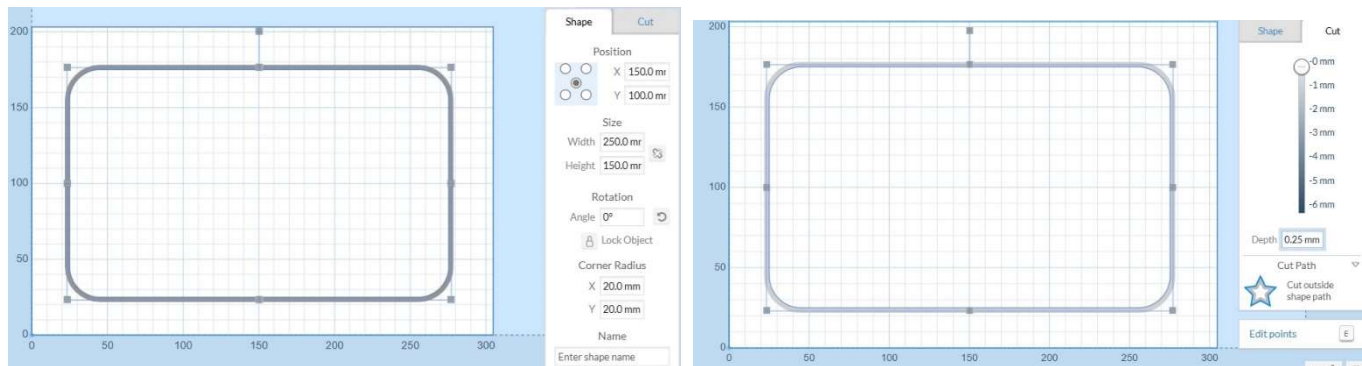 200
150
100
50
0
0 50 100 150 200 250 300
Shape Cut
Position
X 150.0 mr
Y 100.0 mr
Size
Width 250.0 mr
Height 150.0 mr
Rotation
Angle 0°
Lock Object
Corner Radius
X 20.0 mm
Y 20.0 mm
Name
Enter shape name
200
150
100
50
0
0 50 100 150 200 250 300
Shape Cut
-0 mm
-1 mm
-2 mm
-3 mm
-4 mm
-5 mm
-6 mm
Depth 0.25 mm
Cut Path
Cut outside
shape path
Edit points E